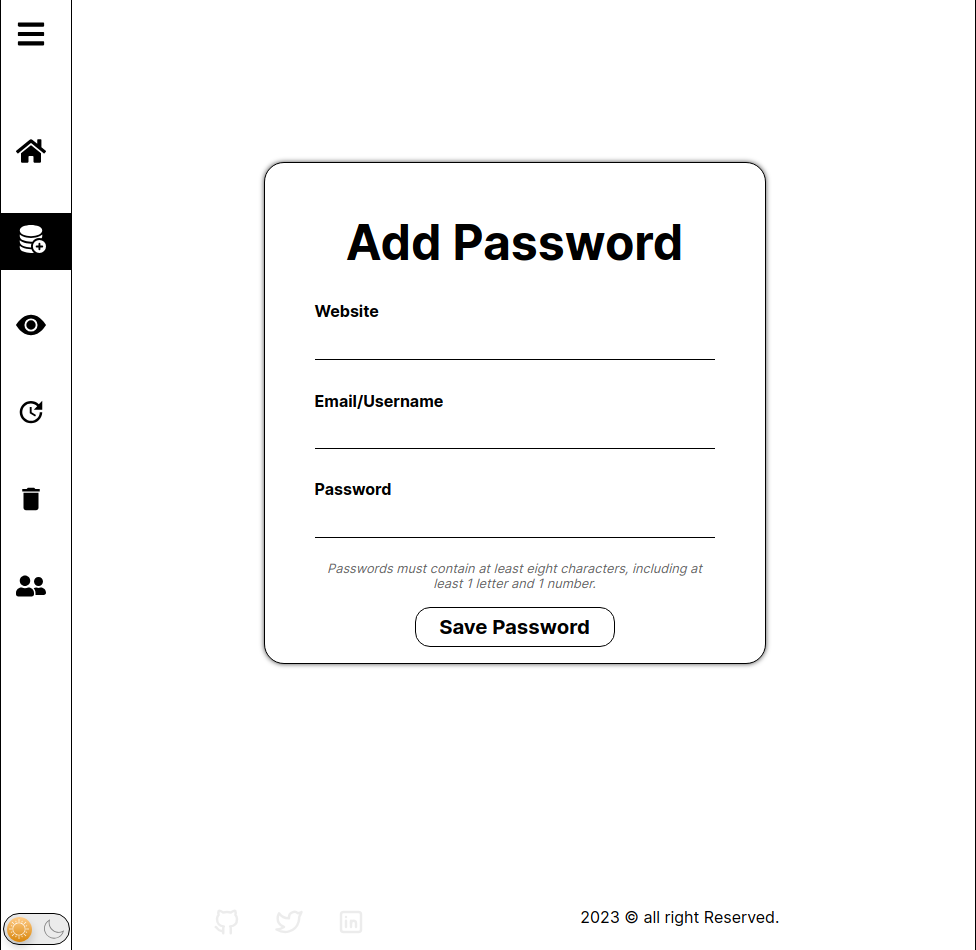 Add Password
Website
Email/Username
Password
Passwords must contain at least eight characters, including at
least 1 letter and 1 number.
Save Password
2023 © all right Reserved.